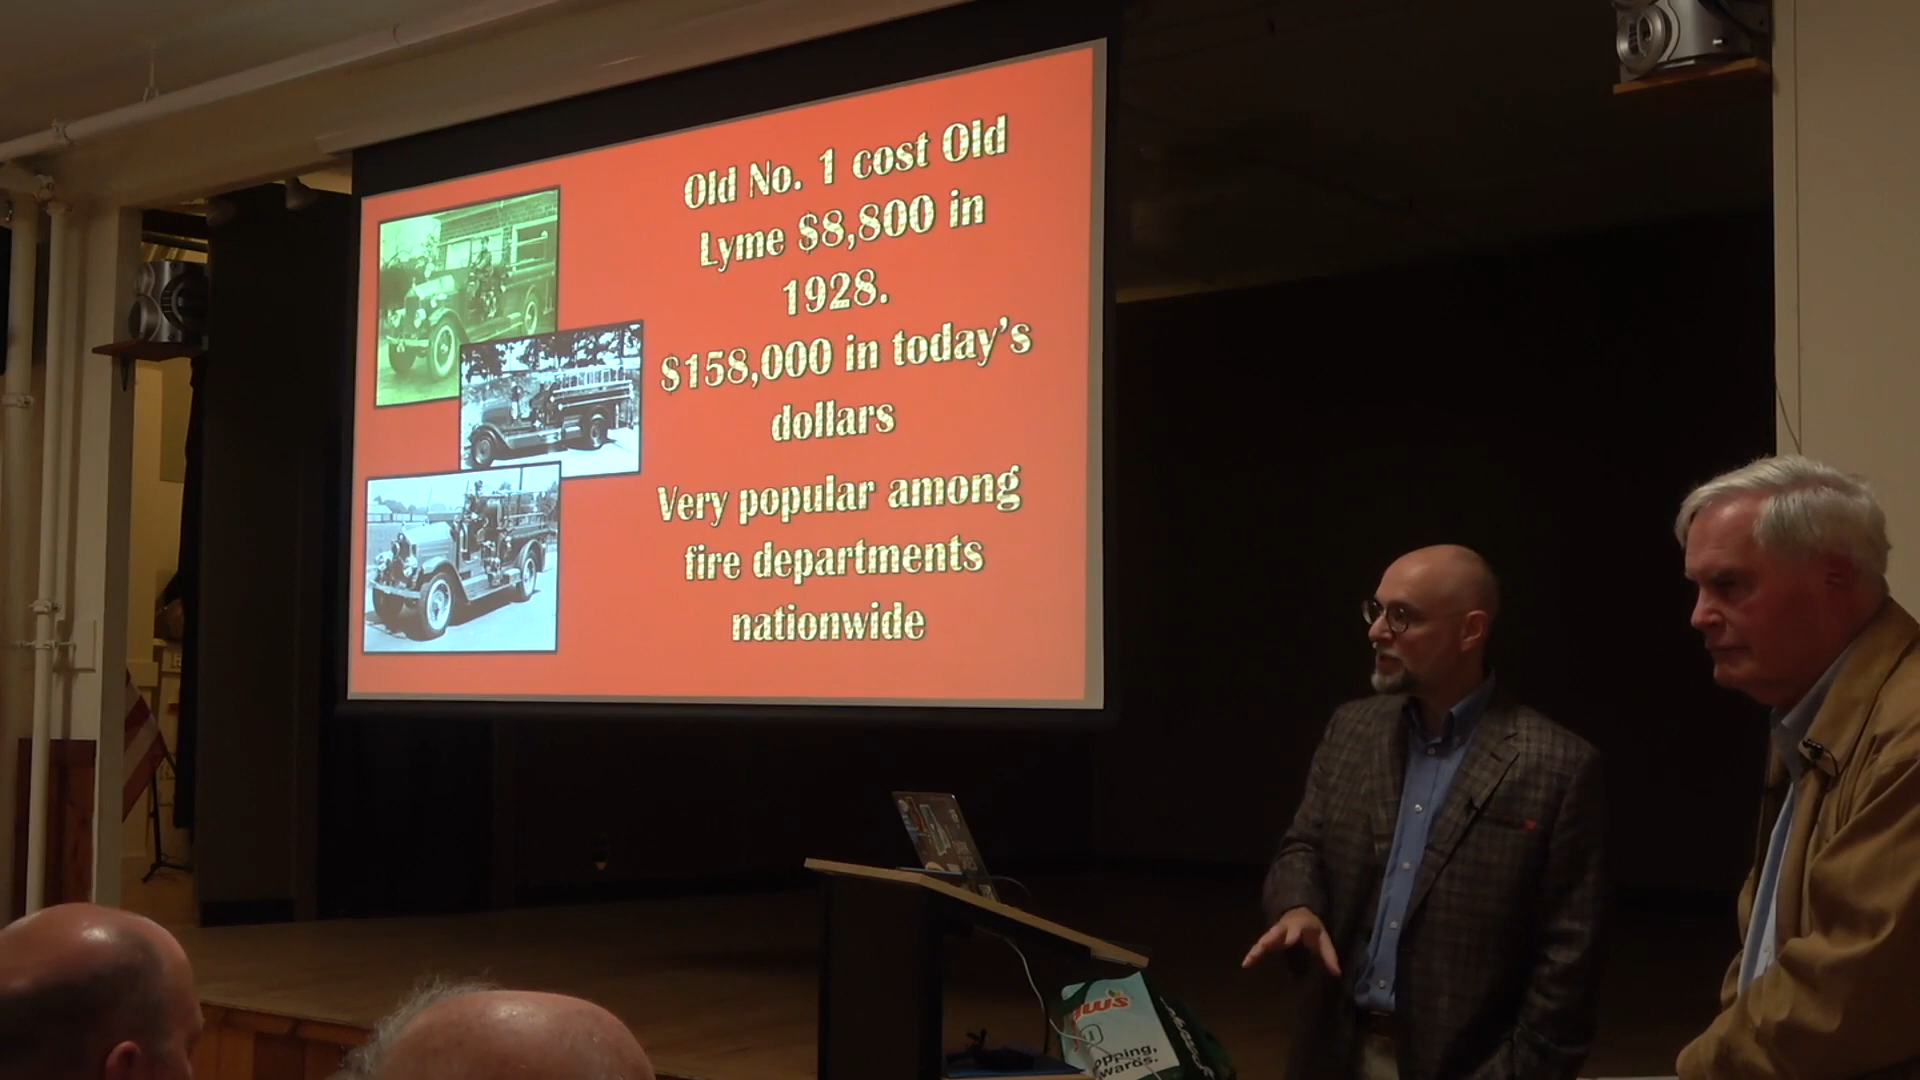 Old No. 1 cost Old
Lyme $8,800 in
1928.
$158,000 in today's
dollars
Very popular among
fire departments
nationwide